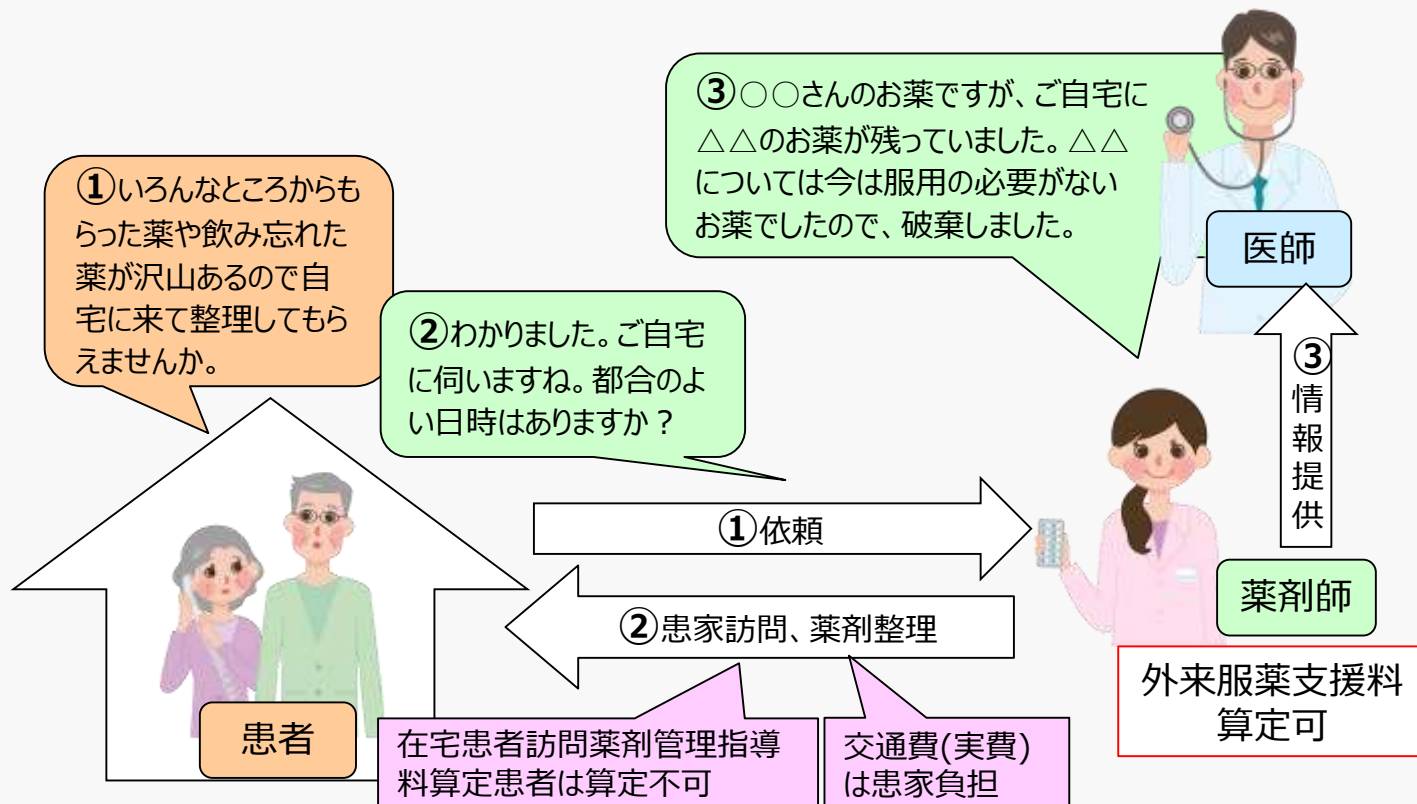 ①いろんなところからも
らった薬や飲み忘れた
薬が沢山あるので自
宅に来て整理してもら
えませんか。
②わかりました。ご自宅
に伺いますね。都合のよ
い日時はありますか？
③○○さんのお薬ですが、ご自宅に
△△のお薬が残っていました。△△
については今は服用の必要がない
お薬でしたので、破棄しました。
医師
③情報提供
①依頼
②患家訪問、薬剤整理
薬剤師
患者
在宅患者訪問薬剤管理指導
料算定患者は算定不可
交通費(実費)
は患家負担
外来服薬支援料
算定可